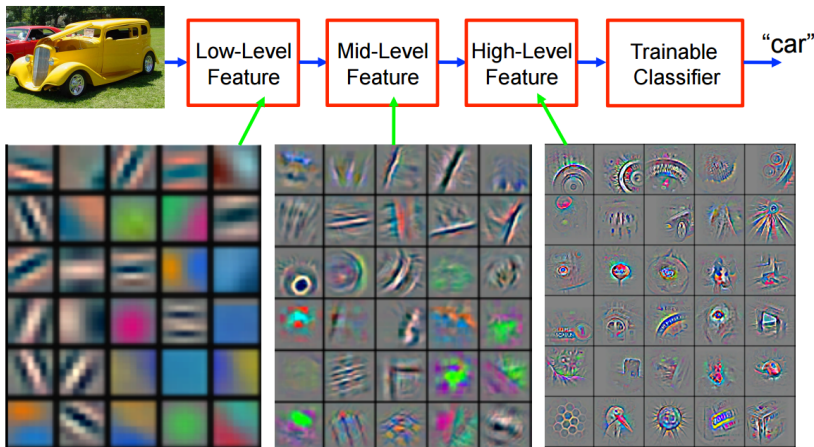 Low-Level
Feature
Mid-Level
Feature
High-Level
Feature
Trainable
Classifier
“car”